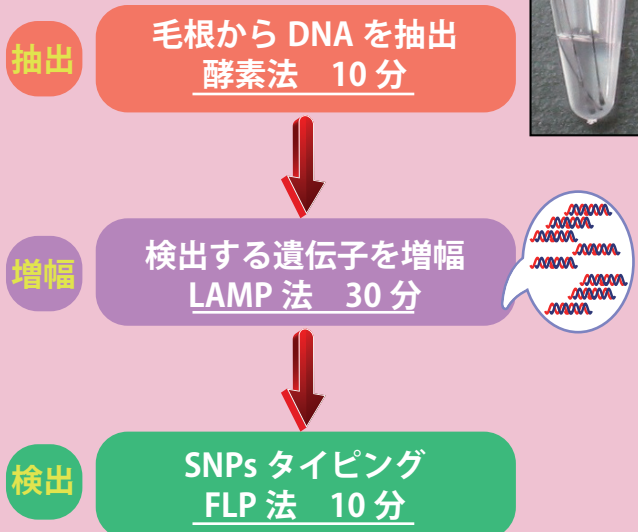 抽出
毛根から DNA を抽出
酵素法　10 分
増幅
検出する遺伝子を増幅
LAMP 法　30 分
検出
SNPs タイピング
FLP 法　10 分